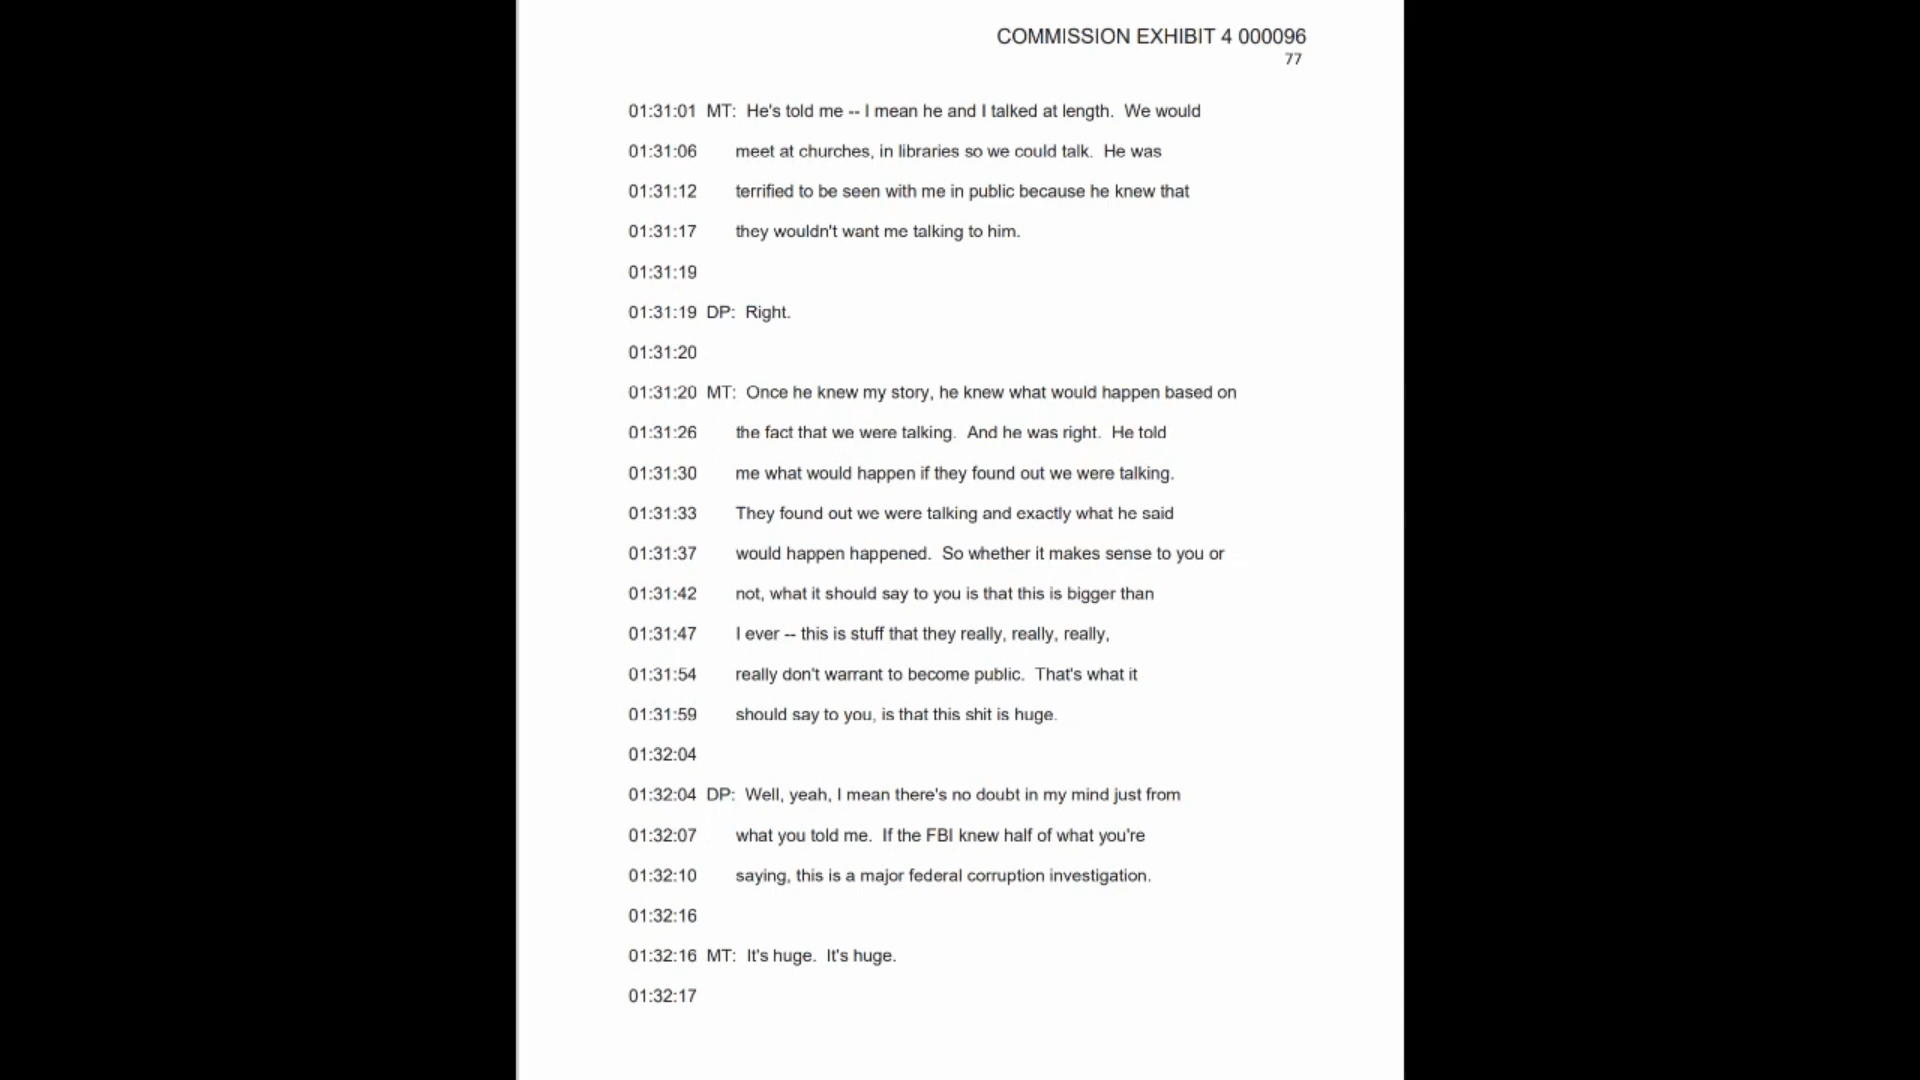 COMMISSION EXHIBIT 4 000096
77
01:31:01 MT: He's told me -- I mean he and I talked at length. We would
01:31:06 meet at churches, in libraries so we could talk. He was
01:31:12 terrified to be seen with me in public because he knew that
01:31:17 they wouldn't want me talking to him.
01:31:19
01:31:19 DP: Right.
01:31:20
01:31:20 MT: Once he knew my story, he knew what would happen based on
01:31:26 the fact that we were talking. And he was right. He told
01:31:30 me what would happen if they found out we were talking.
01:31:33 They found out we were talking and exactly what he said
01:31:37 would happen happened. So whether it makes sense to you or
01:31:42 not, what it should say to you is that this is bigger than
01:31:47 I ever -- this is stuff that they really, really, really,
01:31:54 really don't warrant to become public. That's what it
01:31:59 should say to you, is that this shit is huge.
01:32:04
01:32:04 DP: Well, yeah, I mean there's no doubt in my mind just from
01:32:07 what you told me. If the FBI knew half of what you're
01:32:10 saying, this is a major federal corruption investigation.
01:32:16
01:32:16 MT: It's huge. It's huge.
01:32:17